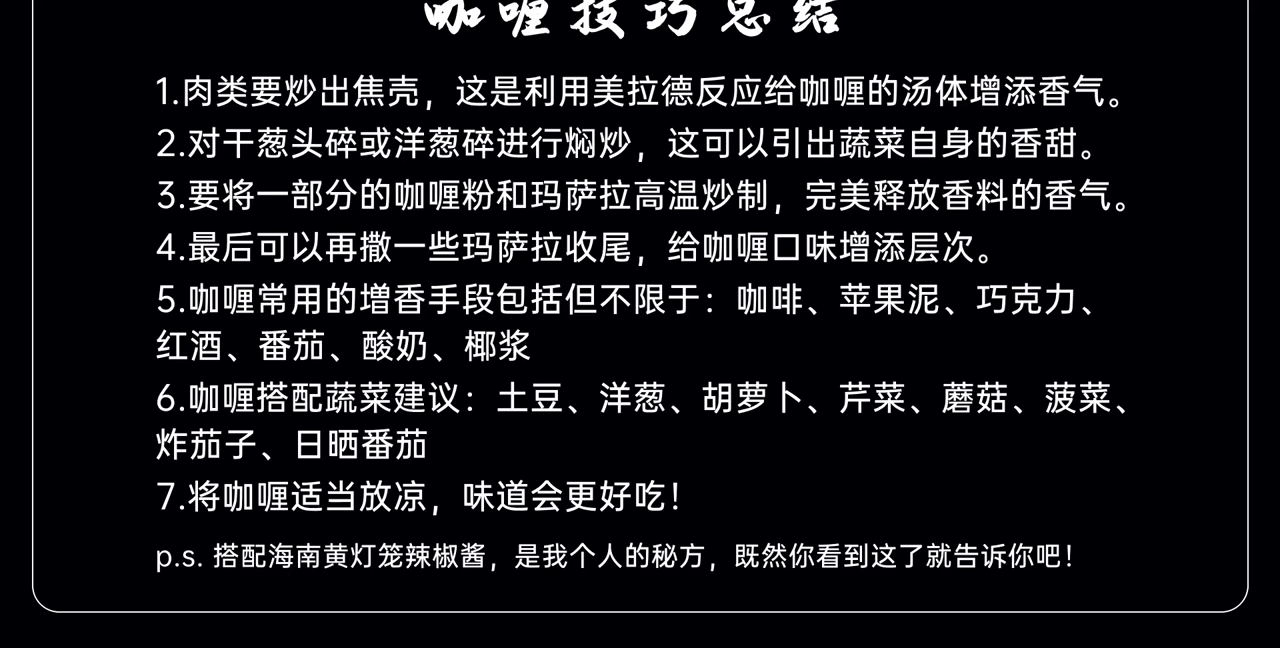 咖喱技巧总结
1.肉类要炒出焦壳，这是利用美拉德反应给咖喱的汤体增添香气。
2.对干葱头碎或洋葱碎进行焖炒，这可以引出蔬菜自身的香甜。
3.要将一部分的咖喱粉和玛萨拉高温炒制，完美释放香料的香气。
4.最后可以再撒一些玛萨拉收尾，给咖喱口味增添层次。
5.咖喱常用的增香手段包括但不限于：咖啡、苹果泥、巧克力、
红酒、番茄、酸奶、椰浆
6.咖喱搭配蔬菜建议：土豆、洋葱、胡萝卜、芹菜、蘑菇、菠菜、
炸茄子、日晒番茄
7.将咖喱适当放凉，味道会更好吃！
p.s. 搭配海南黄灯笼辣椒酱，是我个人的秘方，既然你看到这了就告诉你吧！